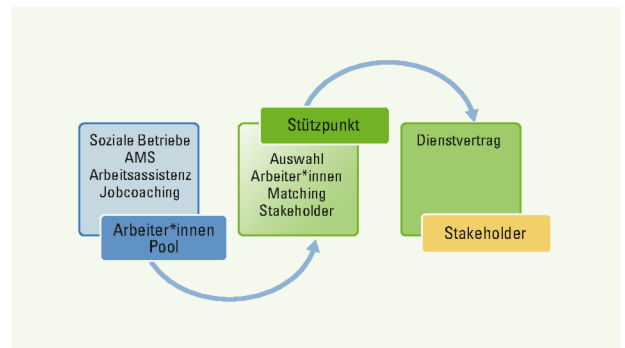 Soziale Betriebe
AMS
Arbeitsassistenz
Jobcoaching
Arbeiter*innen
Pool
Stützpunkt
Auswahl
Arbeiter*innen
Matching
Stakeholder
Dienstvertrag
Stakeholder